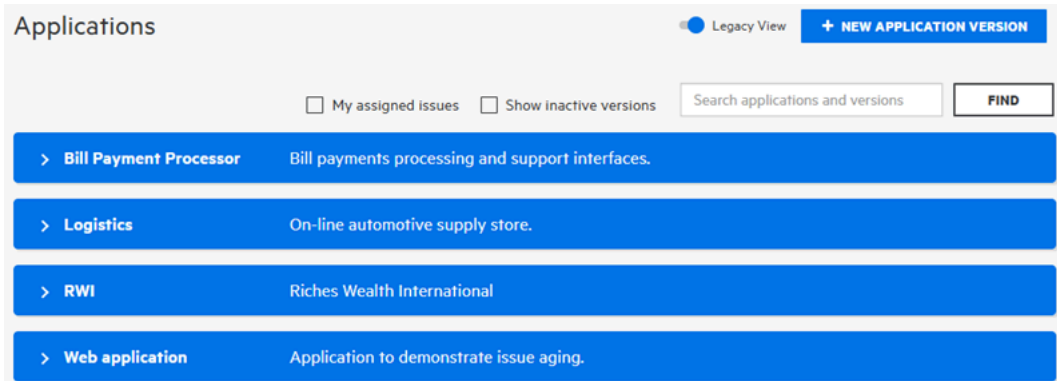 Applications
Legacy View
+ NEW APPLICATION VERSION
My assigned issues
Show inactive versions
Search applications and versions
FIND
> Bill Payment Processor Bill payments processing and support interfaces.
> Logistics On-line automotive supply store.
> RWI Riches Wealth International
> Web application Application to demonstrate issue aging.